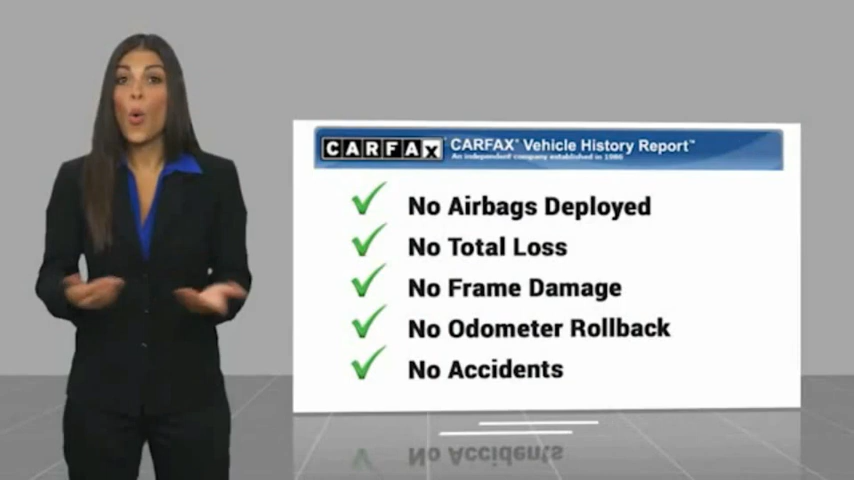 CARFAX CARFAX® Vehicle History Report™
An independent company established in 1986
No Airbags Deployed
No Total Loss
No Frame Damage
No Odometer Rollback
No Accidents
No Accidents